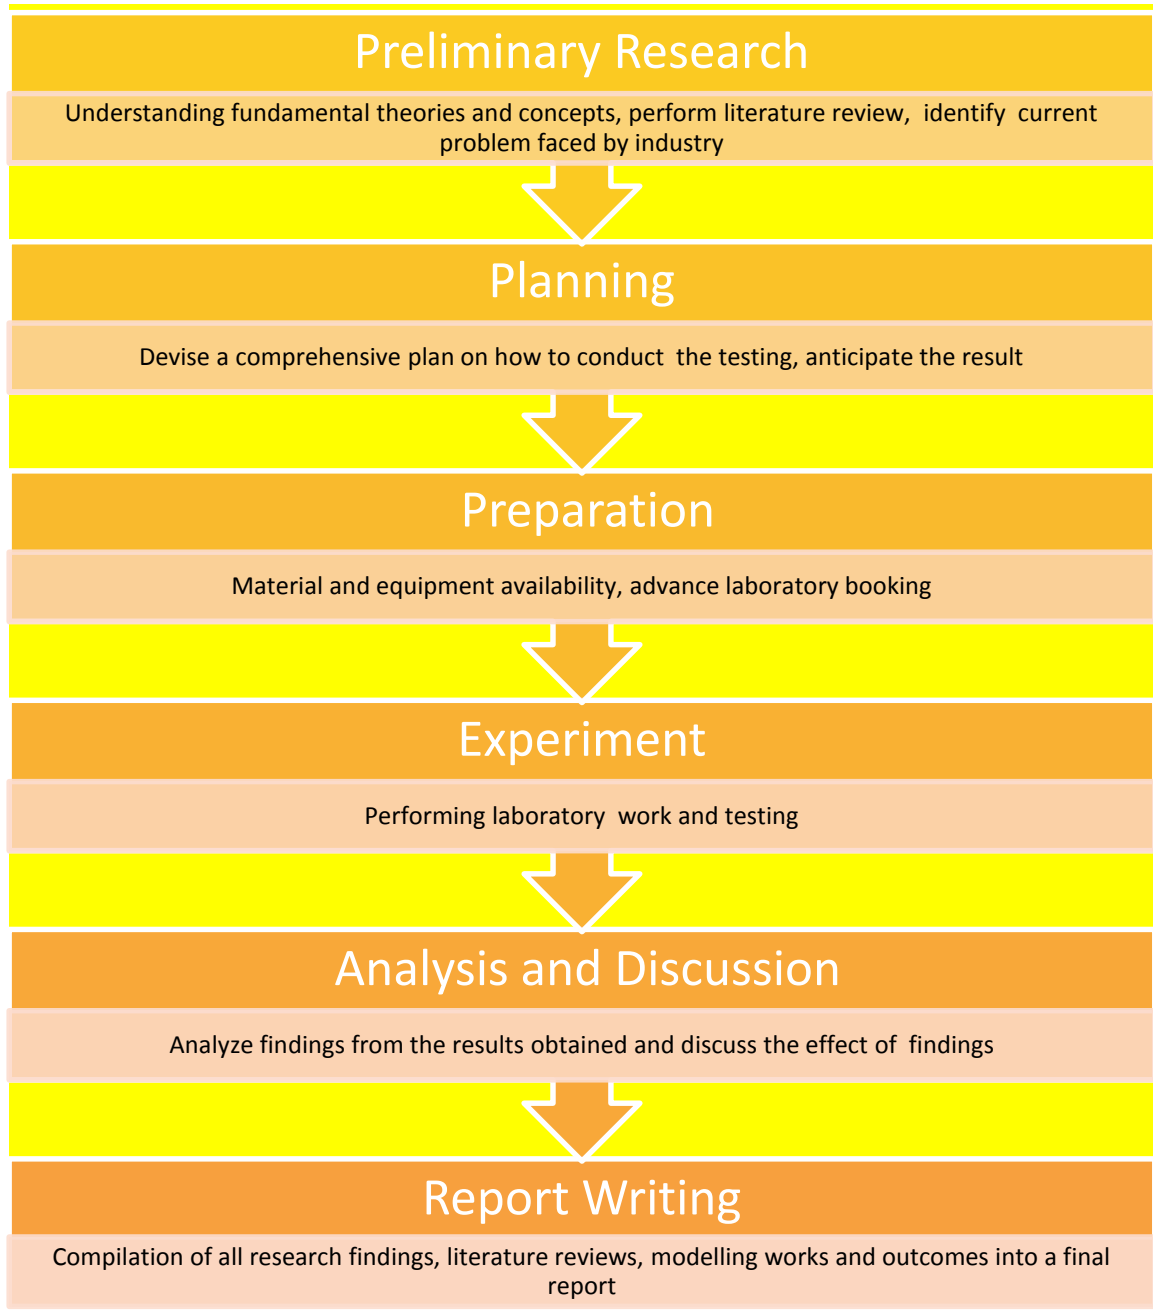 Preliminary Research
Understanding fundamental theories and concepts, perform literature review, identify current
problem faced by industry
Planning
Devise a comprehensive plan on how to conduct the testing, anticipate the result
Preparation
Material and equipment availability, advance laboratory booking
Experiment
Performing laboratory work and testing
Analysis and Discussion
Analyze findings from the results obtained and discuss the effect of findings
Report Writing
Compilation of all research findings, literature reviews, modelling works and outcomes into a final
report